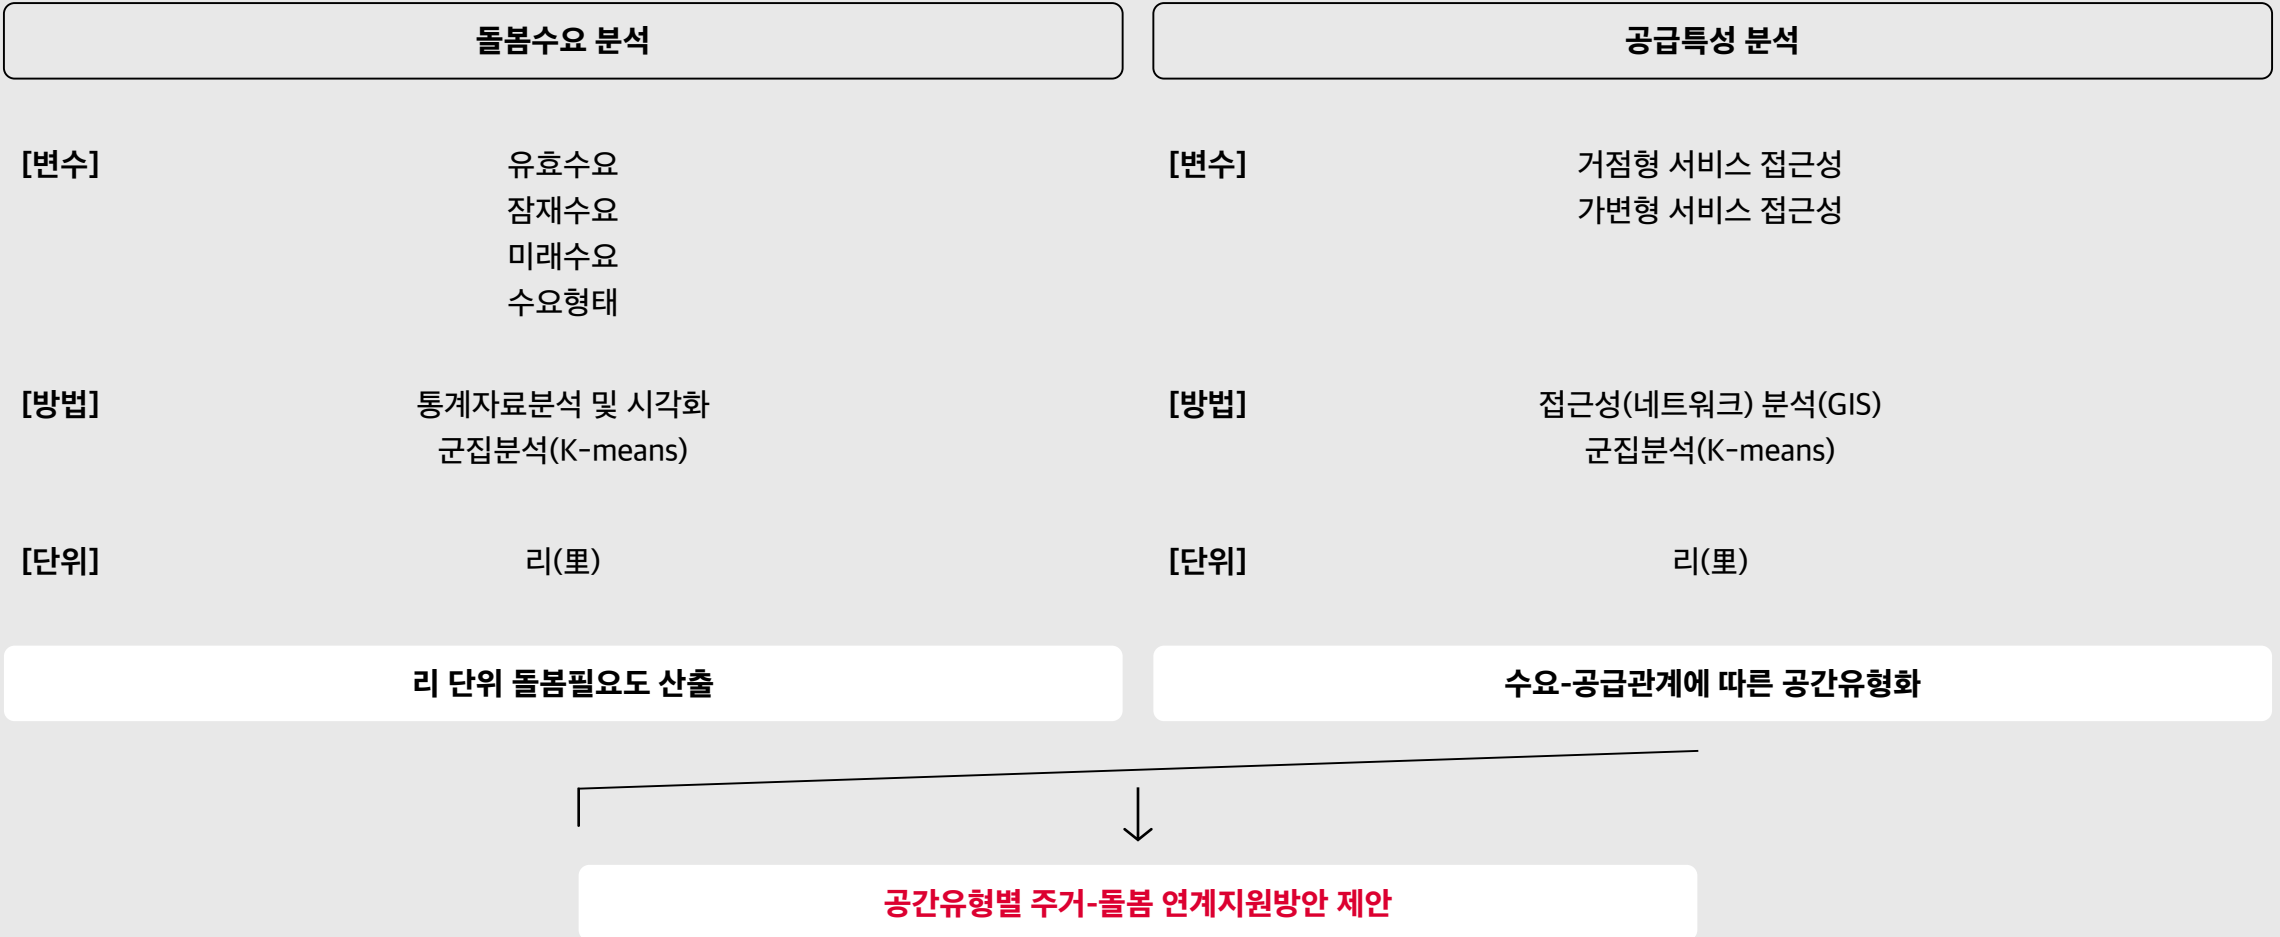 돌봄수요 분석
[변수]
유효수요
잠재수요
미래수요
수요형태
[방법]
통계자료분석 및 시각화
군집분석(K-means)
[단위]
리(里)
리 단위 돌봄필요도 산출
공급특성 분석
[변수]
거점형 서비스 접근성
가변형 서비스 접근성
[방법]
접근성(네트워크) 분석(GIS)
군집분석(K-means)
[단위]
리(里)
수요-공급관계에 따른 공간유형화
공간유형별 주거-돌봄 연계지원방안 제안